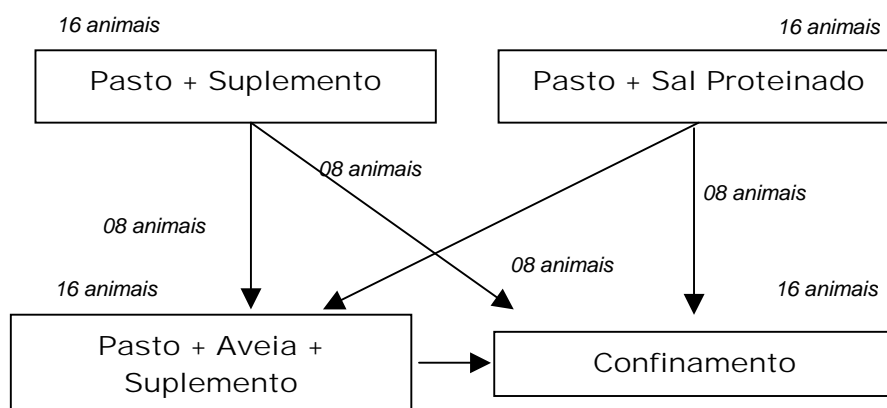 16 animais
16 animais
Pasto + Suplemento
Pasto + Sal Proteinado
08 animais
08 animais
08 animais
08 animais
16 animais
16 animais
Pasto + Aveia +
Suplemento
Confinamento